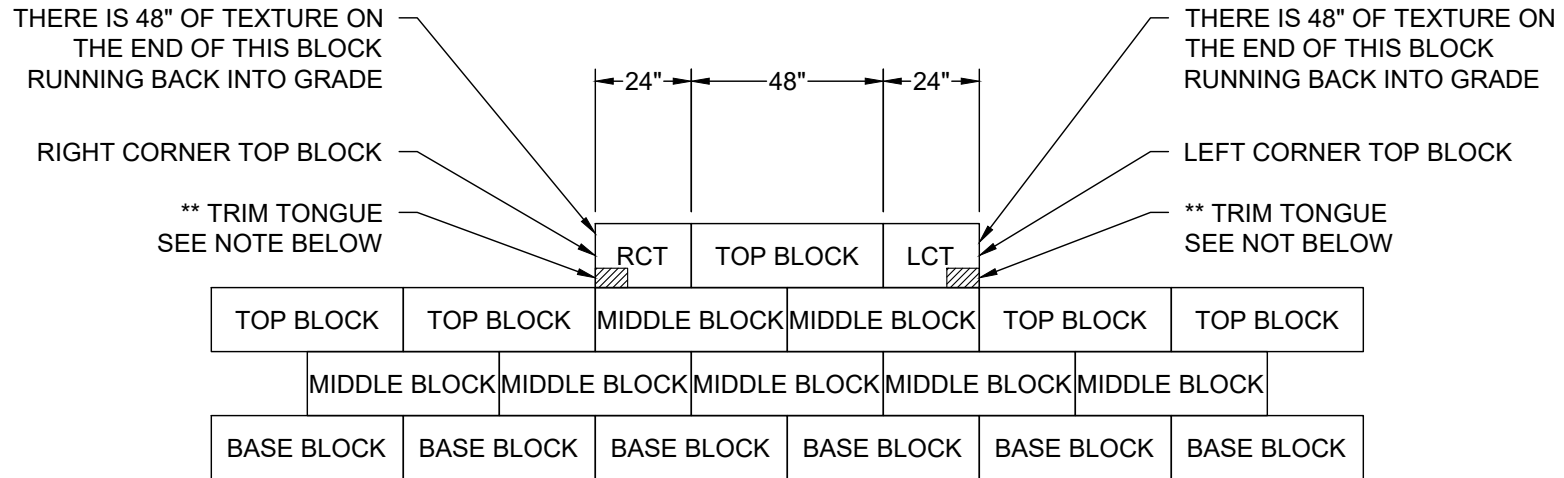 THERE IS 48" OF TEXTURE ON
THE END OF THIS BLOCK
RUNNING BACK INTO GRADE
THERE IS 48" OF TEXTURE ON
THE END OF THIS BLOCK
RUNNING BACK INTO GRADE
24" 48" 24"
RIGHT CORNER TOP BLOCK
LEFT CORNER TOP BLOCK
** TRIM TONGUE
SEE NOTE BELOW
** TRIM TONGUE
SEE NOT BELOW
RCT TOP BLOCK LCT
TOP BLOCK TOP BLOCK MIDDLE BLOCK MIDDLE BLOCK TOP BLOCK TOP BLOCK
MIDDLE BLOCK MIDDLE BLOCK MIDDLE BLOCK MIDDLE BLOCK MIDDLE BLOCK
BASE BLOCK BASE BLOCK BASE BLOCK BASE BLOCK BASE BLOCK BASE BLOCK